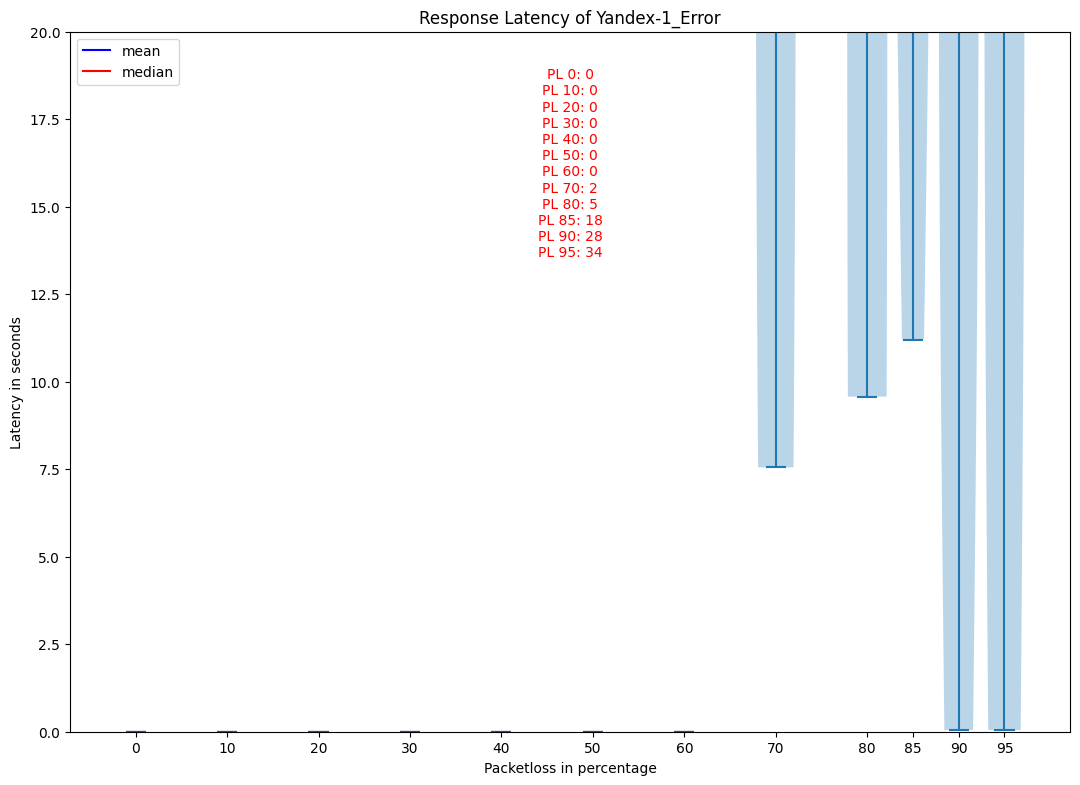 Response Latency of Yandex-1_Error
mean
median
PL 0: 0
PL 10: 0
PL 20: 0
PL 30: 0
PL 40: 0
PL 50: 0
PL 60: 0
PL 70: 2
PL 80: 5
PL 85: 18
PL 90: 28
PL 95: 34
Latency in seconds
20.0
17.5
15.0
12.5
10.0
7.5
5.0
2.5
0.0
0 10 20 30 40 50 60 70 80 85 90 95
Packetloss in percentage